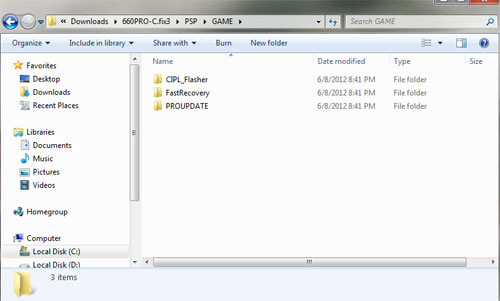 Downloads 660PRO-C.fix3 PSP GAME
Search GAME
Organize Include in library Share with Burn New folder
Favorites
Desktop
Downloads
Recent Places
Libraries
Documents
Music
Pictures
Videos
Homegroup
Computer
Local Disk (C:)
Local Disk (D:)
Name Date modified Type Size
CIPL_Flasher 6/8/2012 8:41 PM File folder
FastRecovery 6/8/2012 8:41 PM File folder
PROUPDATE 6/8/2012 8:41 PM File folder
3 items